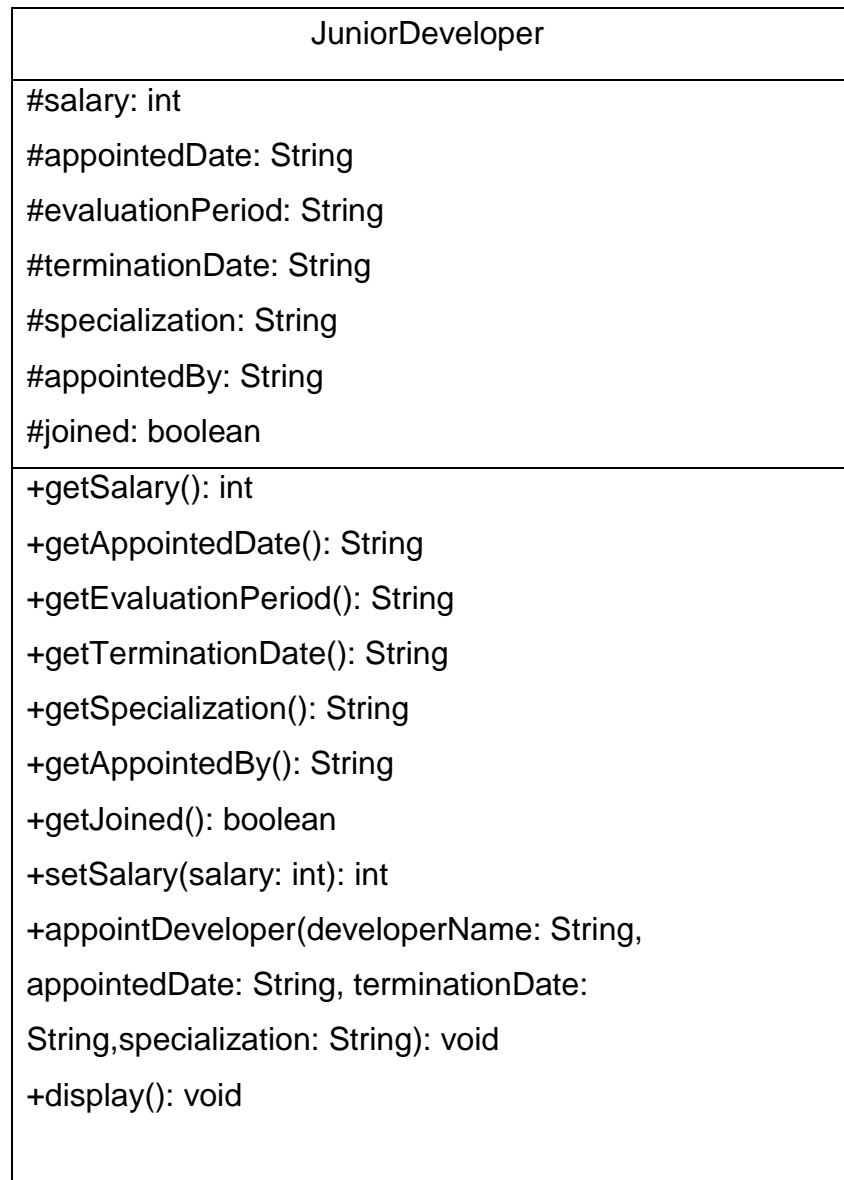 JuniorDeveloper
#salary: int
#appointedDate: String
#evaluationPeriod: String
#terminationDate: String
#specialization: String
#appointedBy: String
#joined: boolean
+getSalary(): int
+getAppointedDate(): String
+getEvaluationPeriod(): String
+getTerminationDate(): String
+getSpecialization(): String
+getAppointedBy(): String
+getJoined(): boolean
+setSalary(salary: int): int
+appointDeveloper(developerName: String,
appointedDate: String, terminationDate:
String,specialization: String): void
+display(): void